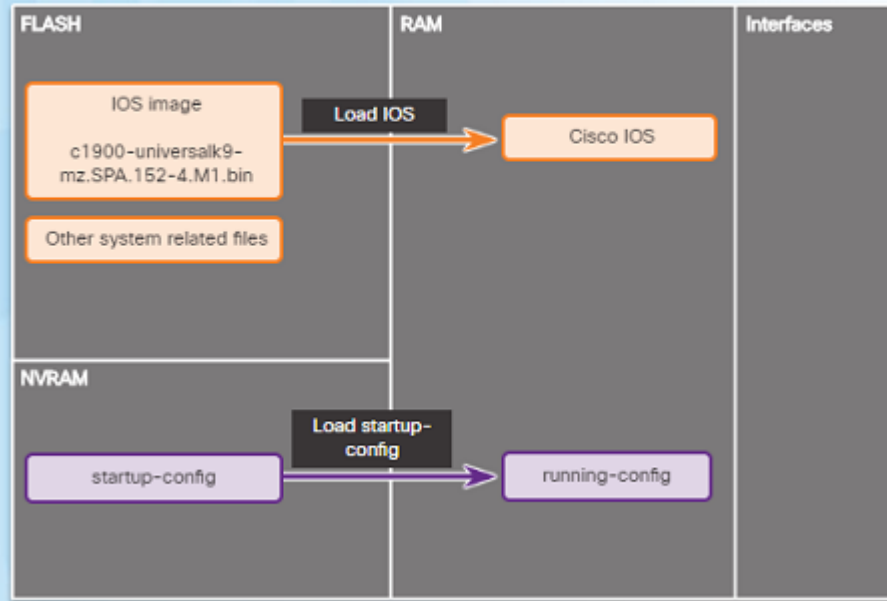 FLASH
RAM
Interfaces
IOS image
c1900-universalk9-
mz.SPA.152-4.M1.bin
Load IOS
Cisco IOS
Other system related files
NVRAM
Load startup-
config
startup-config
running-config